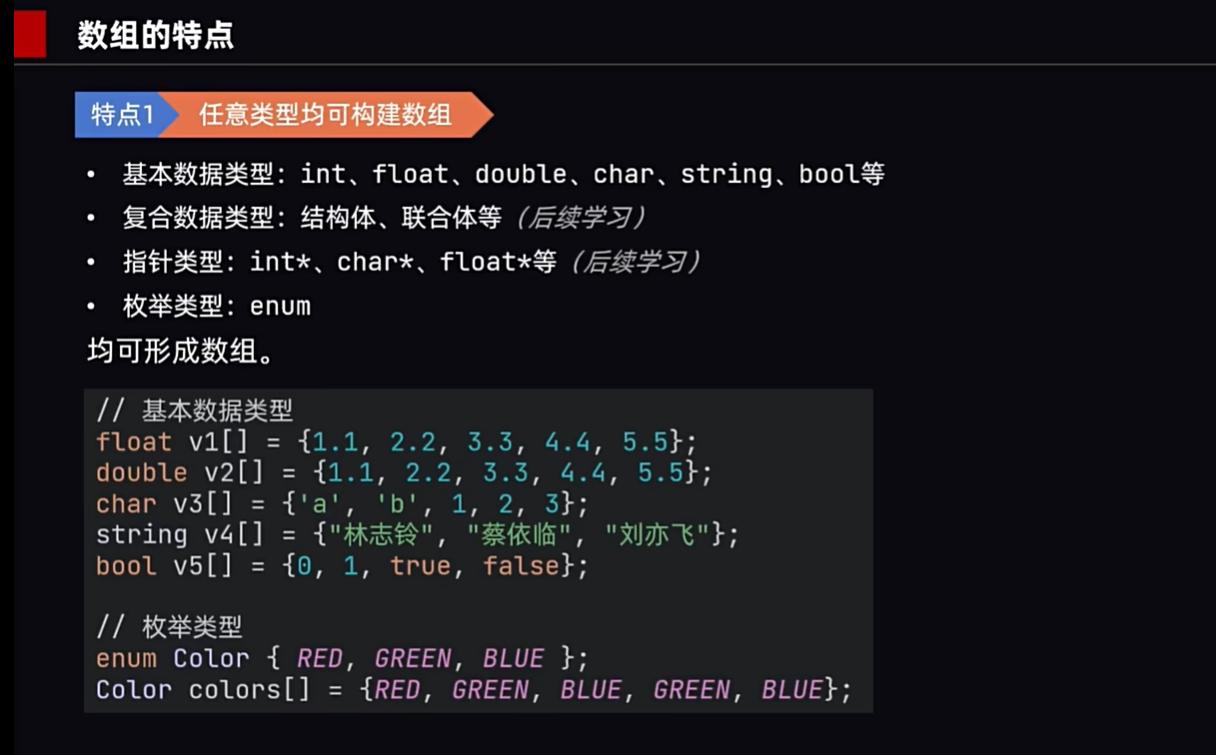 数组的特点
特点1 任意类型均可构建数组
• 基本数据类型：int、float、double、char、string、bool等
• 复合数据类型：结构体、联合体等（后续学习）
• 指针类型：int*、char*、float*等（后续学习）
• 枚举类型：enum
均可形成数组。
// 基本数据类型
float v1[] = {1.1, 2.2, 3.3, 4.4, 5.5};
double v2[] = {1.1, 2.2, 3.3, 4.4, 5.5};
char v3[] = {'a', 'b', 1, 2, 3};
string v4[] = {"林志铃", "蔡依临", "刘亦飞"};
bool v5[] = {0, 1, true, false};
// 枚举类型
enum Color { RED, GREEN, BLUE };
Color colors[] = {RED, GREEN, BLUE, GREEN, BLUE};